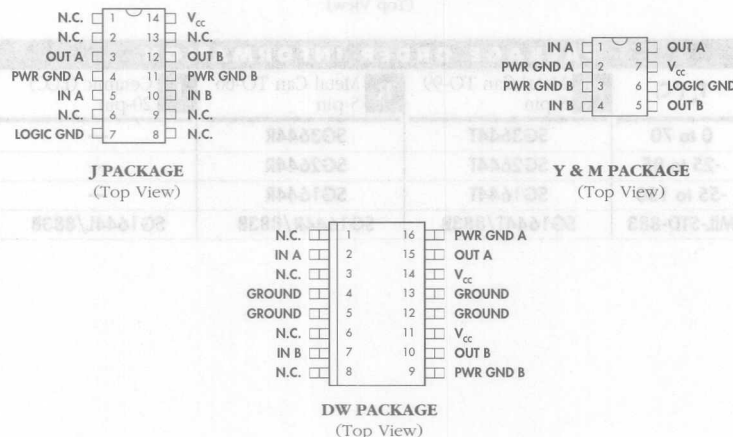 J PACKAGE
N.C. 1 14 Vcc
N.C. 2 13 N.C.
OUT A 3 12 OUT B
PWR GND A 4 11 PWR GND B
IN A 5 10 IN B
N.C. 6 9 N.C.
LOGIC GND 7 8 N.C.
(Top View)
IN A 1 8 OUT A
PWR GND A 2 7 Vcc
PWR GND B 3 6 LOGIC GND
IN B 4 5 OUT B
Y & M PACKAGE
(Top View)
N.C. 1 16 PWR GND A
IN A 2 15 OUT A
N.C. 3 14 Vcc
GROUND 4 13 GROUND
GROUND 5 12 GROUND
N.C. 6 11 Vcc
IN B 7 10 OUT B
N.C. 8 9 PWR GND B
DW PACKAGE
(Top View)